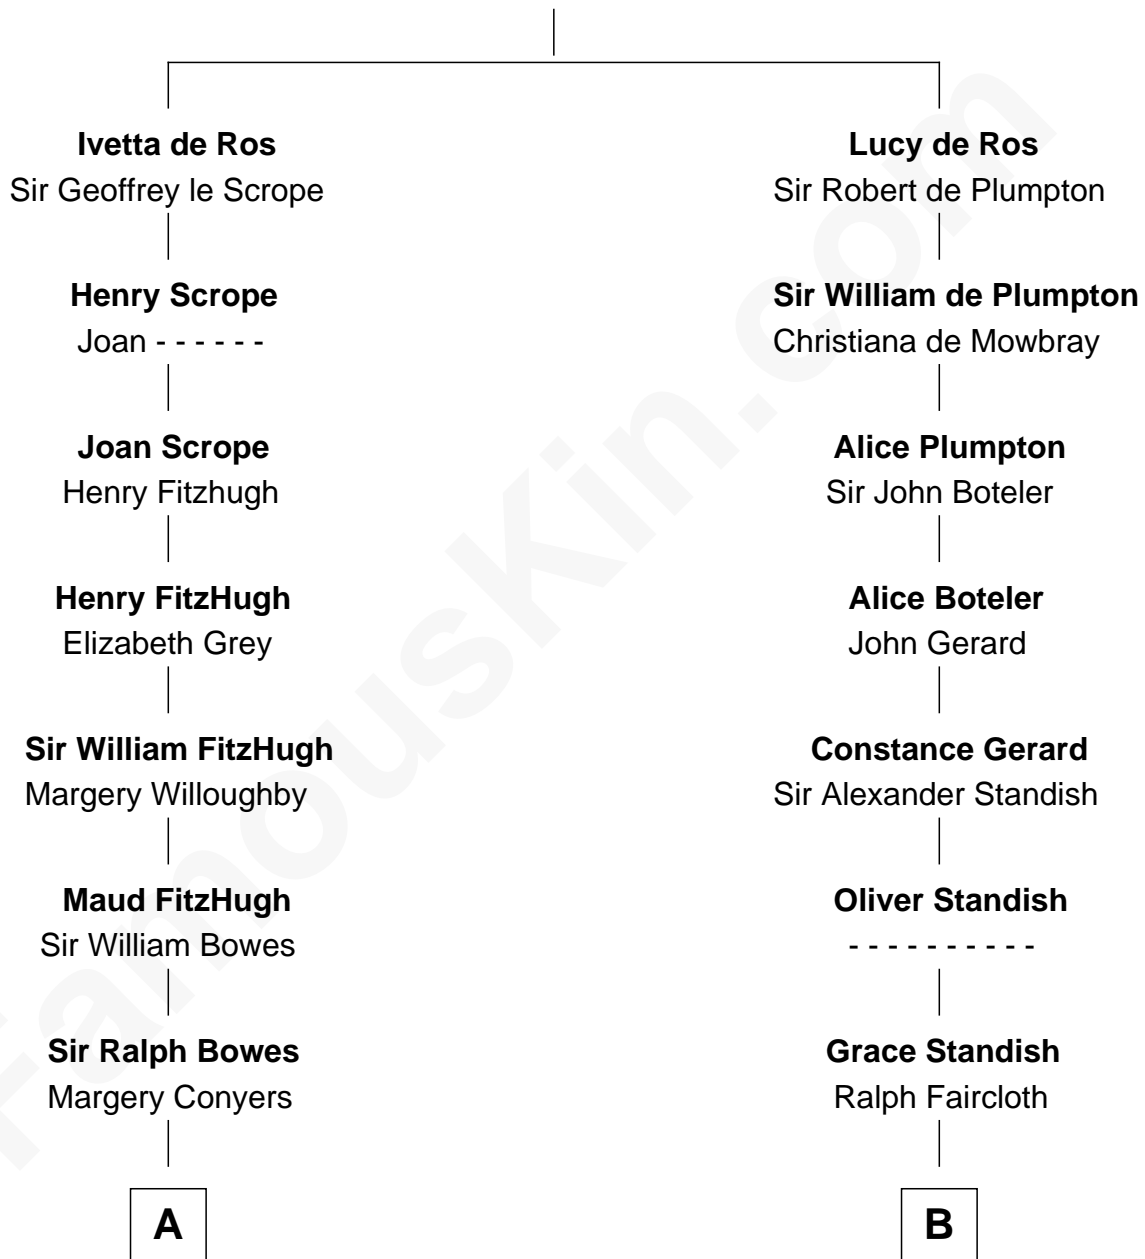 Ivetta de Ros
Sir Geoffrey le Scrope
Henry Scrope
Joan - - - - - -
Joan Scrope
Henry Fitzhugh
Henry FitzHugh
Elizabeth Grey
Sir William FitzHugh
Margery Willoughby
Maud FitzHugh
Sir William Bowes
Sir Ralph Bowes
Margery Conyers
A
Lucy de Ros
Sir Robert de Plumpton
Sir William de Plumpton
Christiana de Mowbray
Alice Plumpton
Sir John Boteler
Alice Boteler
John Gerard
Constance Gerard
Sir Alexander Standish
Oliver Standish
- - - - - - - - - -
Grace Standish
Ralph Faircloth
B
FamousKin.com